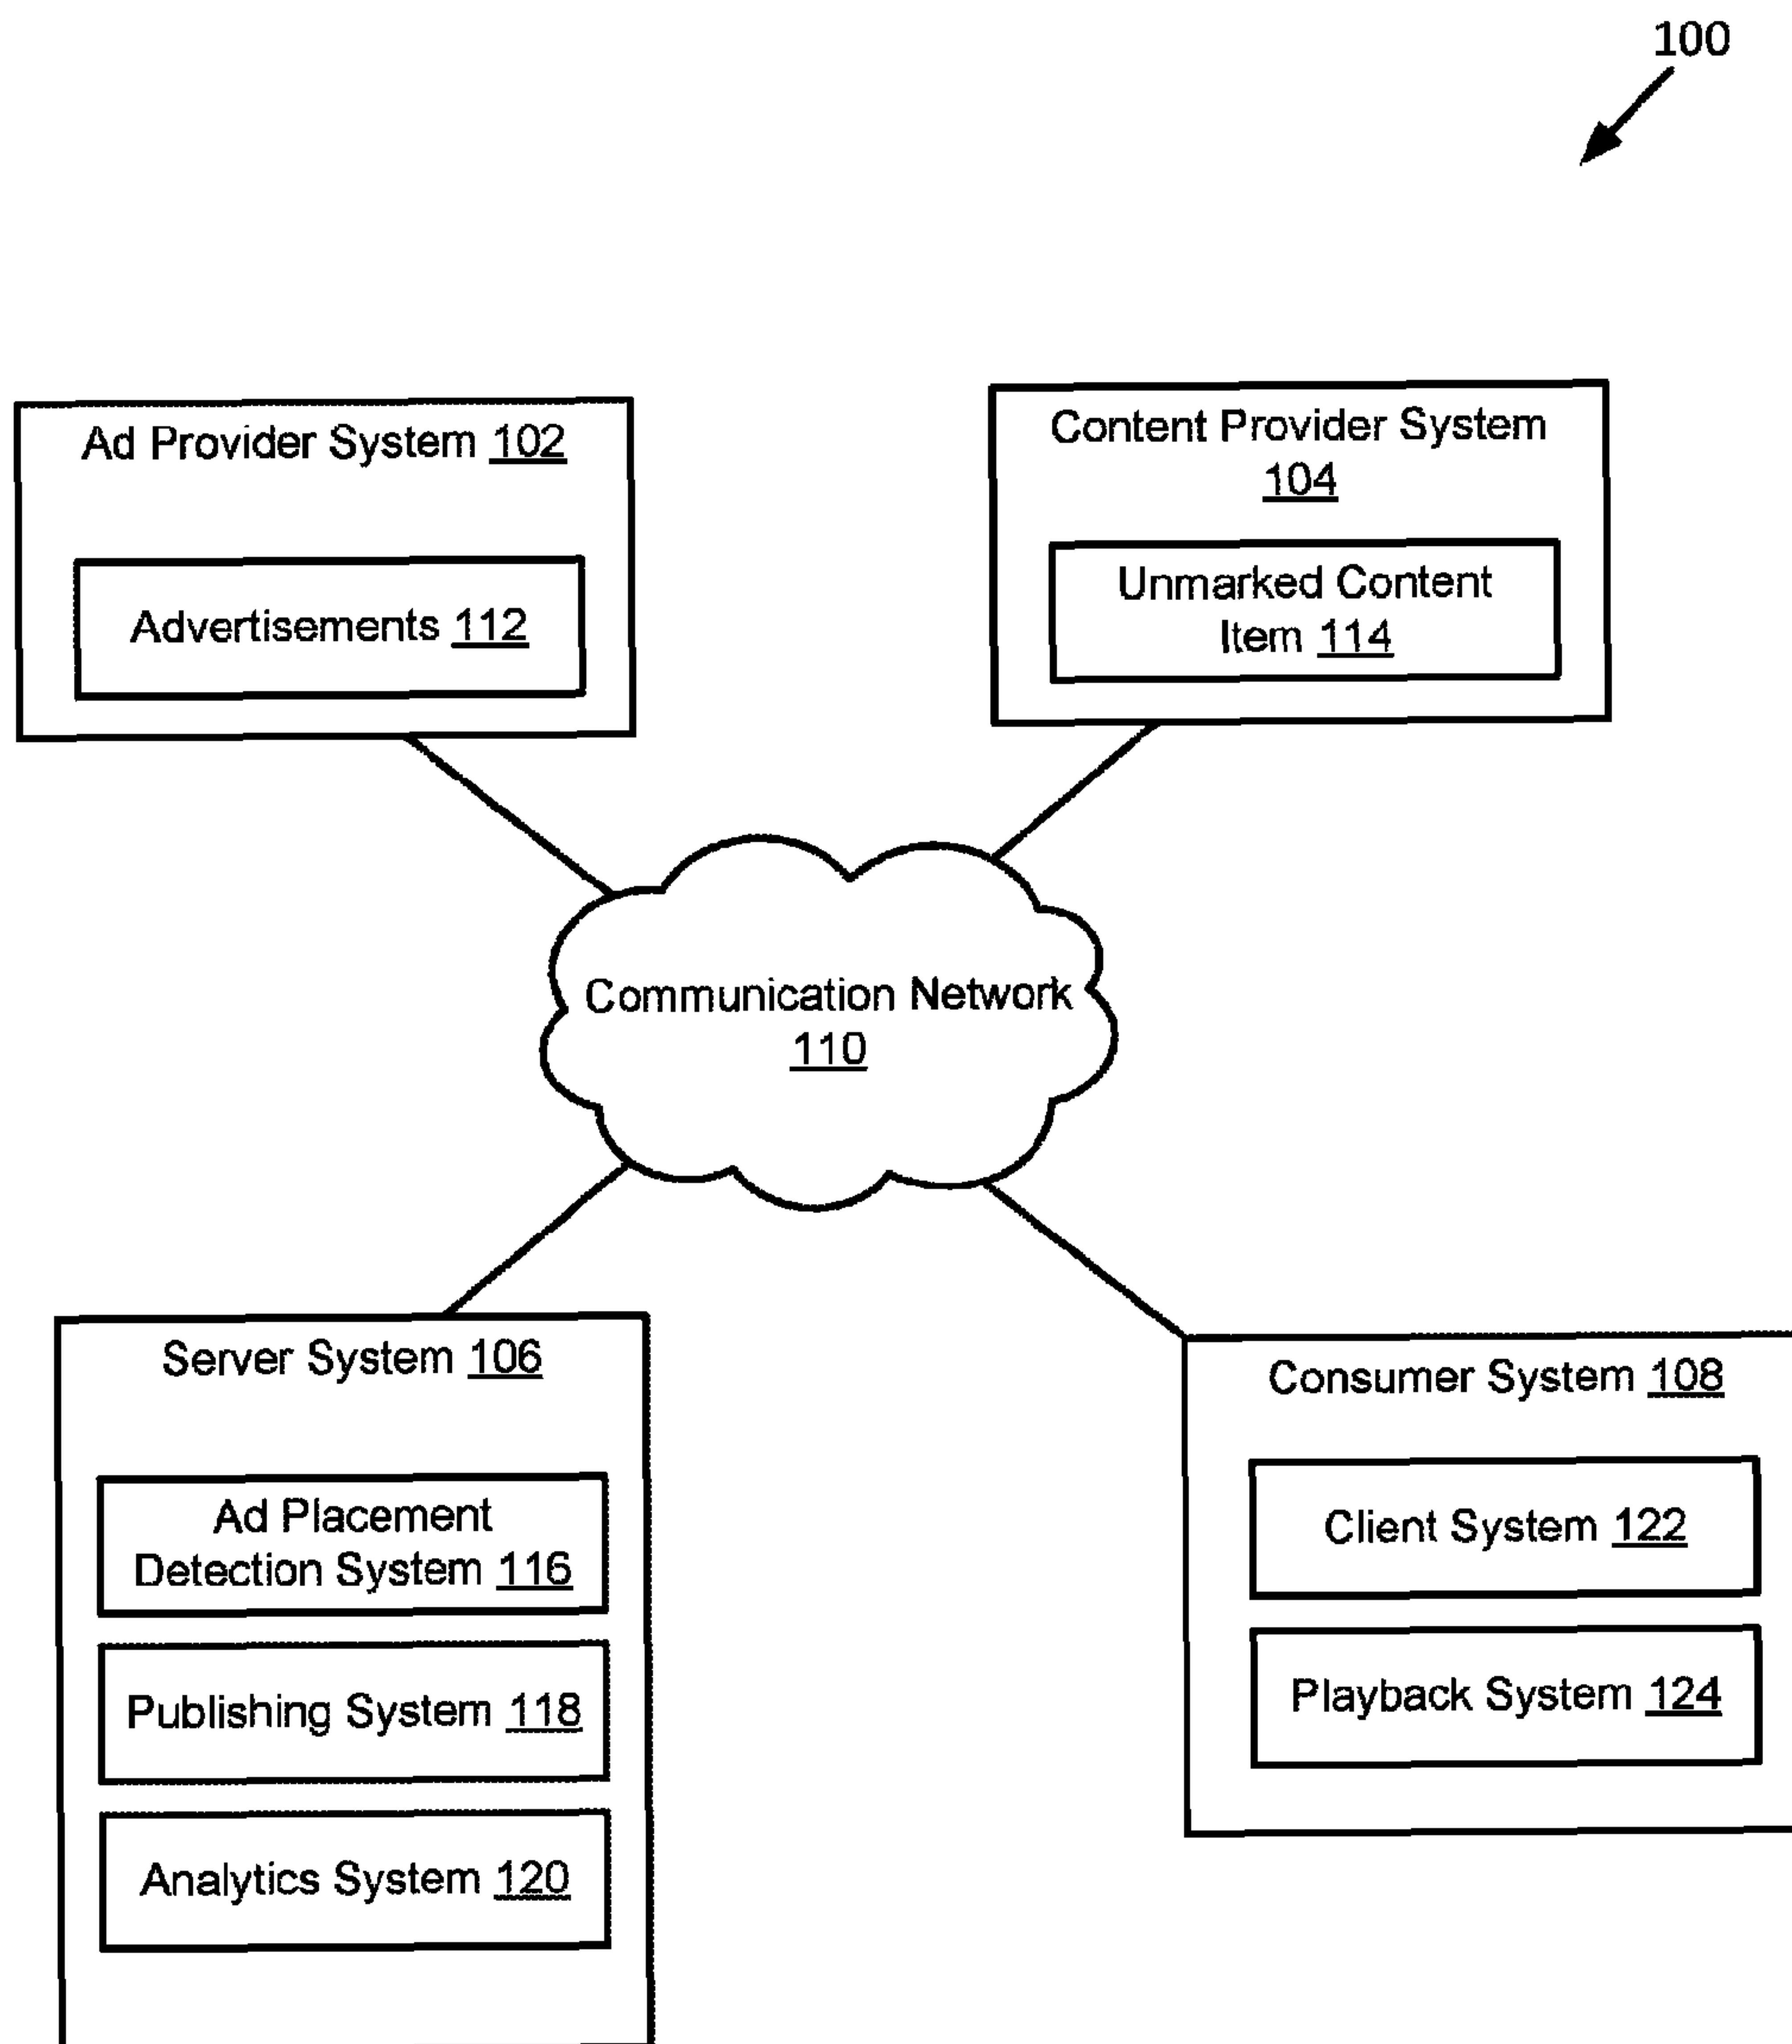 100
Ad Provider System 102
Advertisements 112
Content Provider System
104
Unmarked Content
Item 114
Communication Network
110
Server System 106
Ad Placement
Detection System 116
Publishing System 118
Analytics System 120
Consumer System 108
Client System 122
Playback System 124